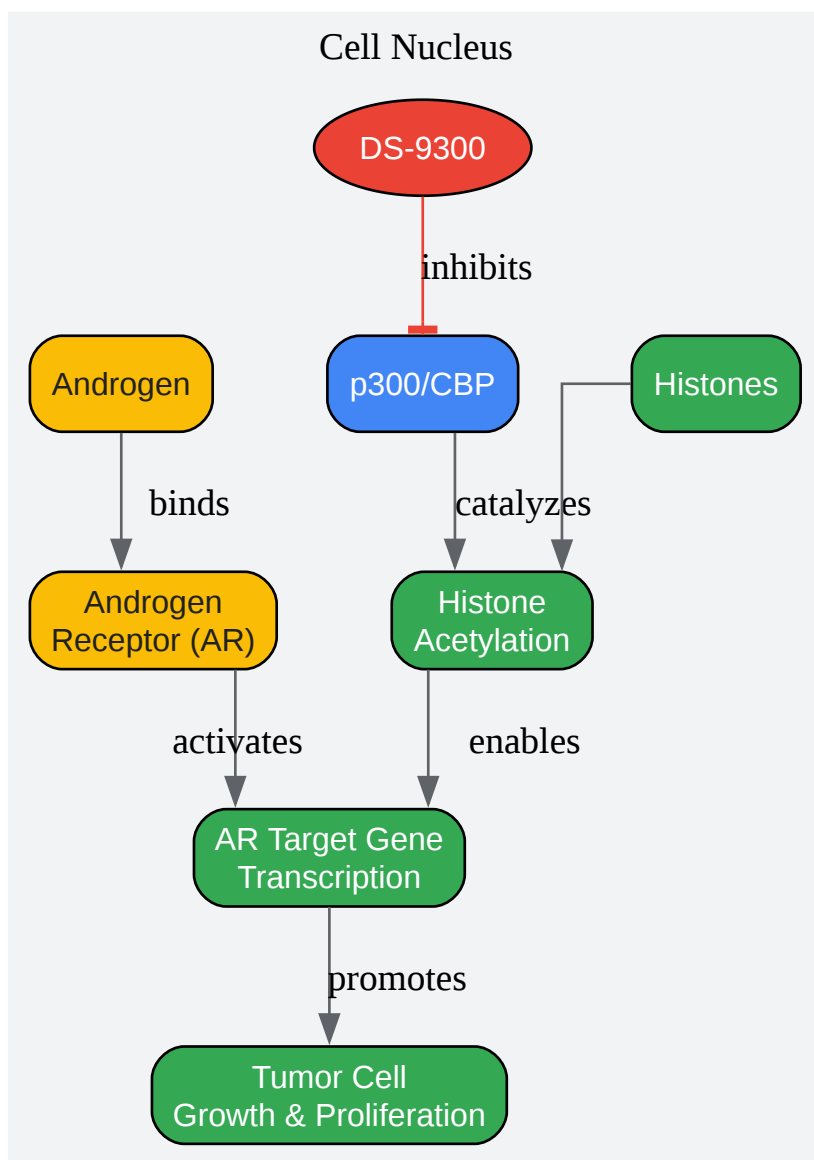 Cell Nucleus
DS-9300
inhibits
Androgen
p300/CBP
Histones
binds
catalyzes
Androgen
Receptor (AR)
Histone
Acetylation
activates
enables
AR Target Gene
Transcription
promotes
Tumor Cell
Growth & Proliferation